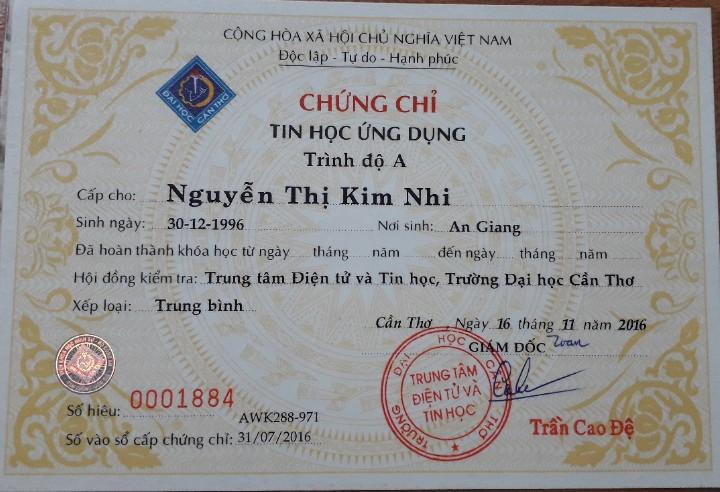 CỘNG HÒA XÃ HỘI CHỦ NGHĨA VIỆT NAM
Độc lập - Tự do - Hạnh phúc
ĐẠI HỌC CẦN THƠ
CHỨNG CHỈ
TIN HỌC ỨNG DỤNG
Trình độ A
Cấp cho: Nguyễn Thị Kim Nhi
Sinh ngày: 30-12-1996 Nơi sinh: An Giang
Đã hoàn thành khóa học từ ngày tháng năm đến ngày tháng năm
Hội đồng kiểm tra: Trung tâm Điện tử và Tin học, Trường Đại học Cần Thơ
Xếp loại: Trung bình
Cần Thơ, Ngày 16 tháng 11 năm 2016
GIÁM ĐỐC
TRƯỜNG ĐẠI HỌC CẦN THƠ
TRUNG TÂM
ĐIỆN TỬ VÀ
TIN HỌC
Số hiệu: 0001884
AWK288-971
Số vào sổ cấp chứng chỉ: 31/07/2016
Trần Cao Đệ